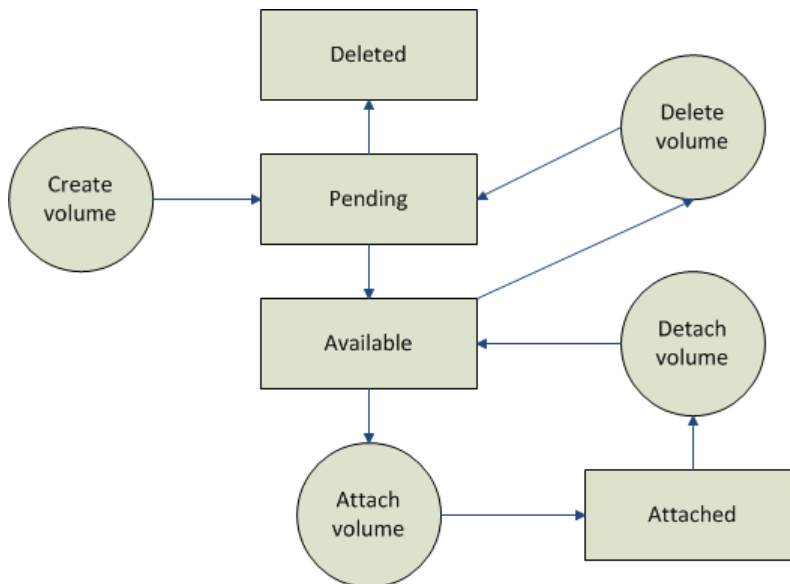 Deleted
Delete
volume
Create
volume
Pending
Available
Detach
volume
Attach
volume
Attached